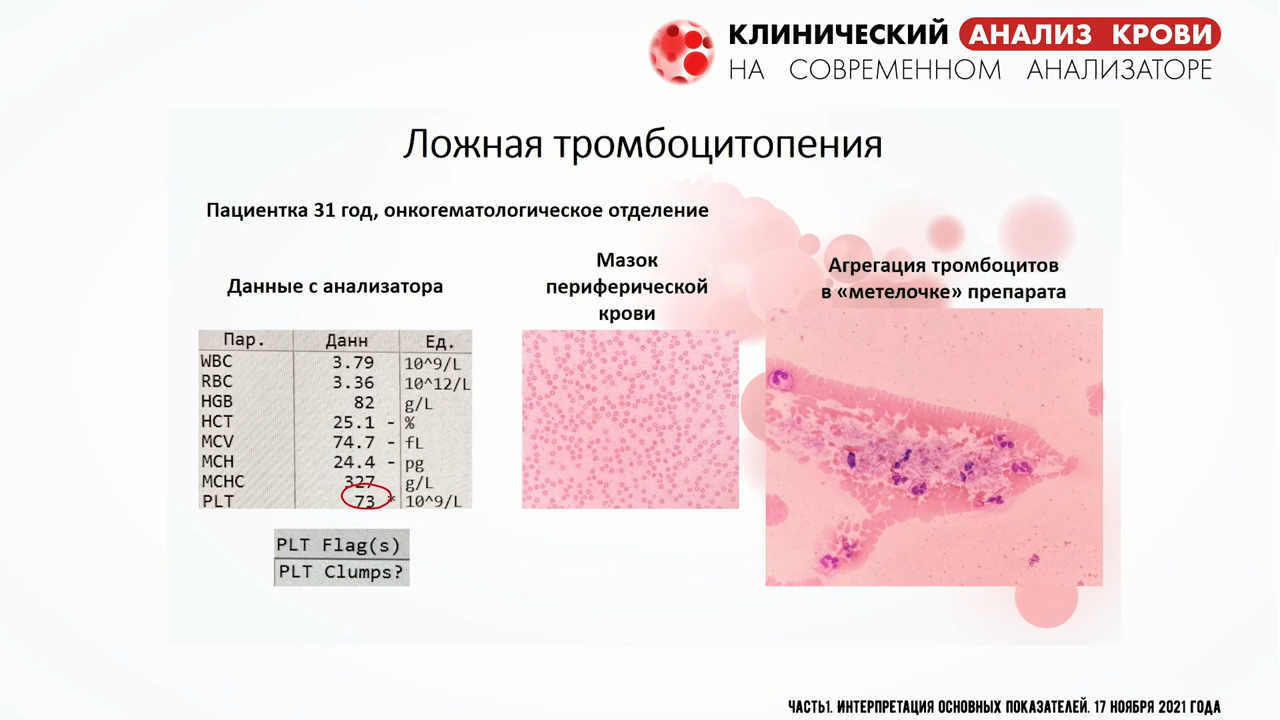 КЛИНИЧЕСКИЙ АНАЛИЗ КРОВИ
НА СОВРЕМЕННОМ АНАЛИЗАТОРЕ
Ложная тромбоцитопения
Пациентка 31 год, онкогематологическое отделение
Данные с анализатора
Пар. Данн Ед.
WBC 3.79 10^9/L
RBC 3.36 10^12/L
HGB 82 g/L
HCT 25.1 - %
MCV 74.7 - fL
MCH 24.4 - pg
MCHC 327 g/L
PLT 73 * 10^9/L
PLT Flag(s)
PLT Clumps?
Мазок
периферической
крови
Агрегация тромбоцитов
в «метелочке» препарата
ЧАСТЬ1. ИНТЕРПРЕТАЦИЯ ОСНОВНЫХ ПОКАЗАТЕЛЕЙ. 17 НОЯБРЯ 2021 ГОДА